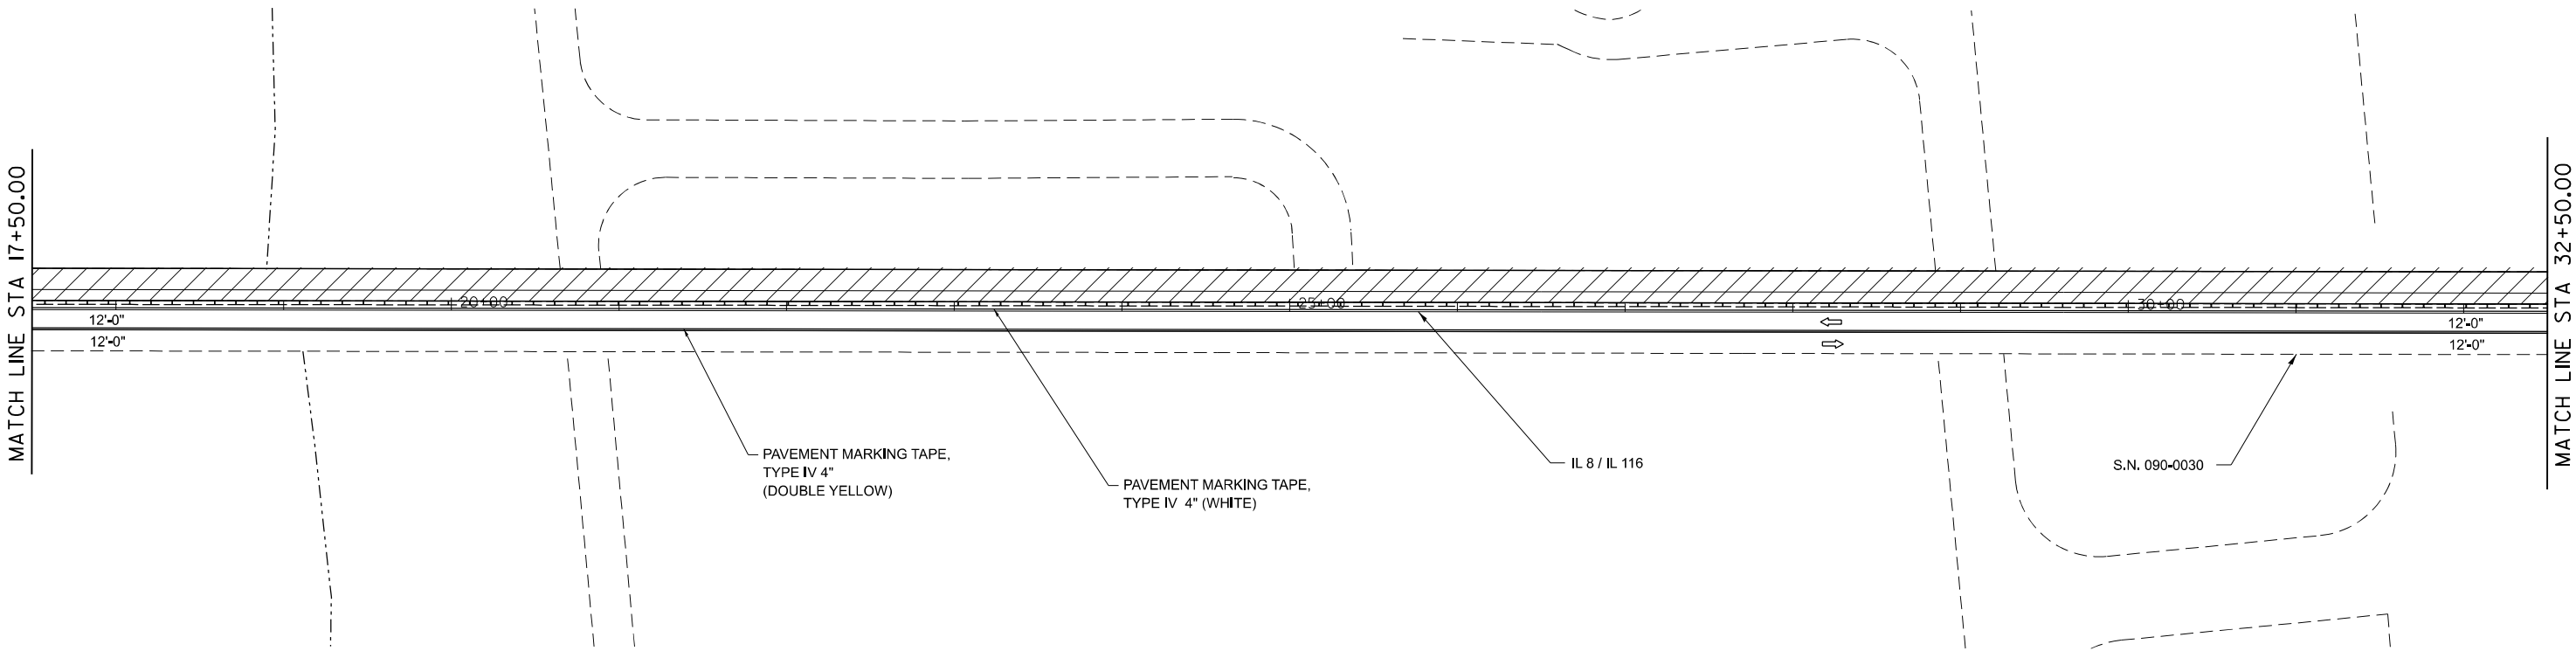 MATCH LINE STA 17+50.00
20+00
25+00
30+00
12'-0"
12'-0"
12'-0"
12'-0"
PAVEMENT MARKING TAPE,
TYPE IV 4"
(DOUBLE YELLOW)
PAVEMENT MARKING TAPE,
TYPE IV 4" (WHITE)
IL 8 / IL 116
S.N. 090-0030
MATCH LINE STA 32+50.00